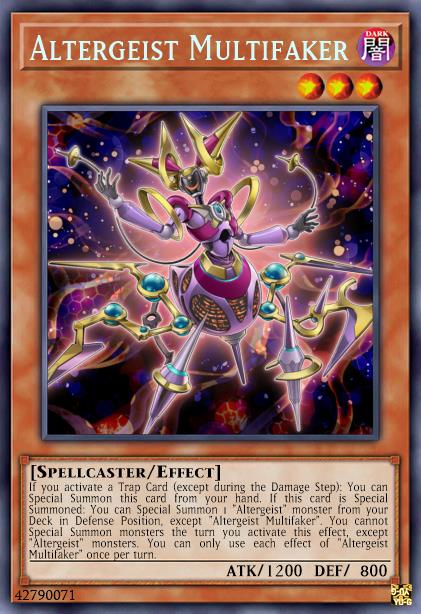 ALTERGEIST MULTIFAKER
DARK
闇
[SPELLCASTER/EFFECT]
If you activate a Trap Card (except during the Damage Step): You can
Special Summon this card from your hand. If this card is Special
Summoned: You can Special Summon 1 "Altergeist" monster from your
Deck in Defense Position, except "Altergeist Multifaker". You cannot
Special Summon monsters the turn you activate this effect, except
"Altergeist" monsters. You can only use each effect of "Altergeist
Multifaker" once per turn.
ATK/1200 DEF/ 800
42790071